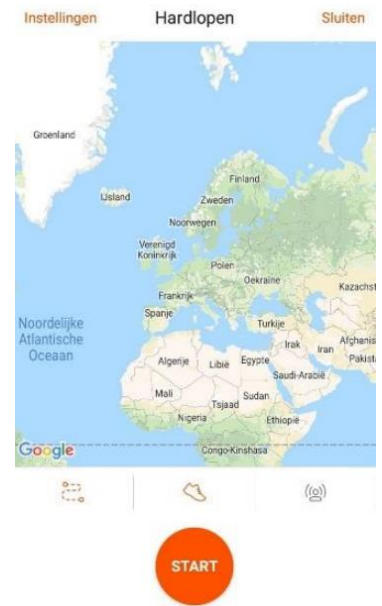 Instellingen Hardlopen Sluiten
Groenland
IJsland
Finland
Zweden
Noorwegen
Verenigd
Koninkrijk
Polen
Oekraïne
Kazachst
Frankrijk
Spanje
Turkije
Noordelijke
Atlantische
Oceaan
Irak
Iran
Afghanis
Pakista
Algerije
Libië
Egypte
Saudi-Arabië
Mali
Tsjaad
Sudan
Nigeria
Ethiopië
Google
Congo-Kinshasa
START